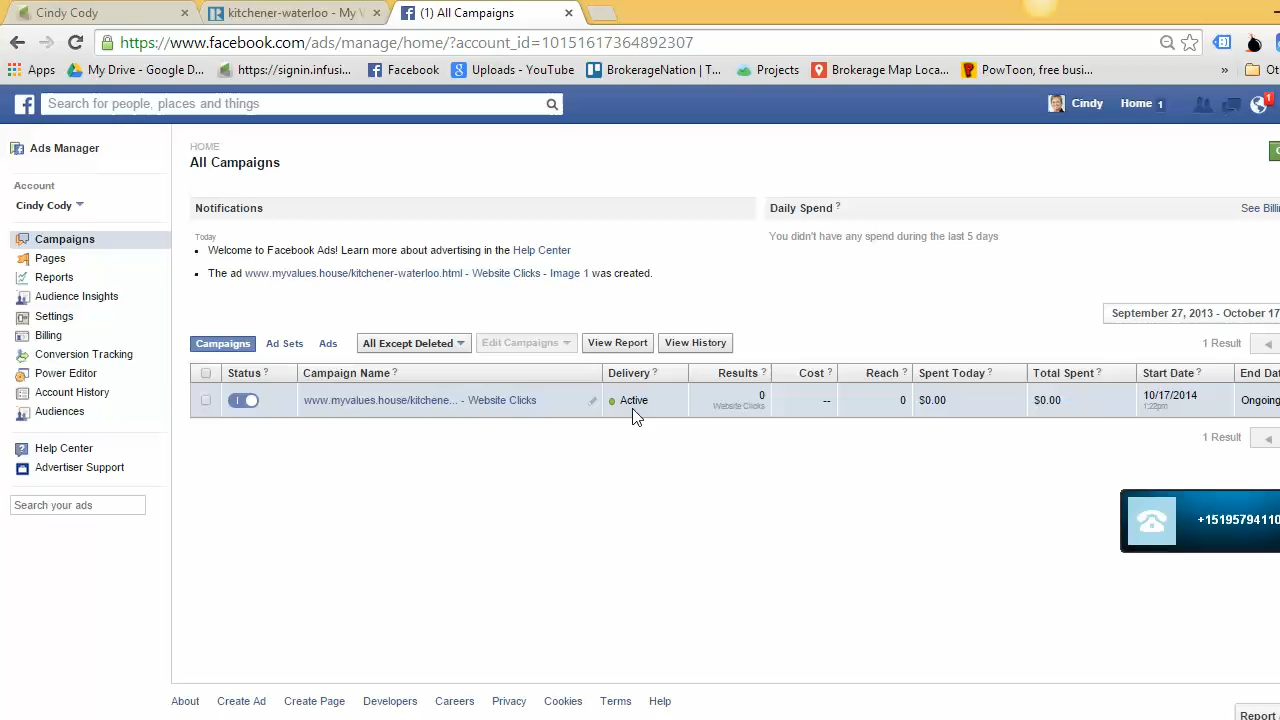 Cindy Cody
kitchener-waterloo - My V
(1) All Campaigns
https://www.facebook.com/ads/manage/home/?account_id=10151617364892307
Apps
My Drive - Google D...
https://signin.infusi...
Facebook
Uploads - YouTube
BrokerageNation | T...
Projects
Brokerage Map Loca...
PowToon, free busi...
»
Ot
Search for people, places and things
Cindy
Home 1
1
Ads Manager
Account
Cindy Cody
Campaigns
Pages
Reports
Audience Insights
Settings
Billing
Conversion Tracking
Power Editor
Account History
Audiences
Help Center
Advertiser Support
Search your ads
HOME
All Campaigns
Notifications
Today
Welcome to Facebook Ads! Learn more about advertising in the Help Center
The ad www.myvalues.house/kitchener-waterloo.html - Website Clicks - Image 1 was created.
Daily Spend ?
See Billi
You didn't have any spend during the last 5 days
September 27, 2013 - October 17
Campaigns
Ad Sets
Ads
All Except Deleted
Edit Campaigns
View Report
View History
1 Result
Status ? Campaign Name ? Delivery ? Results ? Cost ? Reach ? Spent Today ? Total Spent ? Start Date ? End Da
www.myvalues.house/kitchene... - Website Clicks Active 0 -- 0 $0.00 $0.00 10/17/2014 Ongoing
Website Clicks 1:22pm
1 Result
+1519579411​0
About Create Ad Create Page Developers Careers Privacy Cookies Terms Help
Report